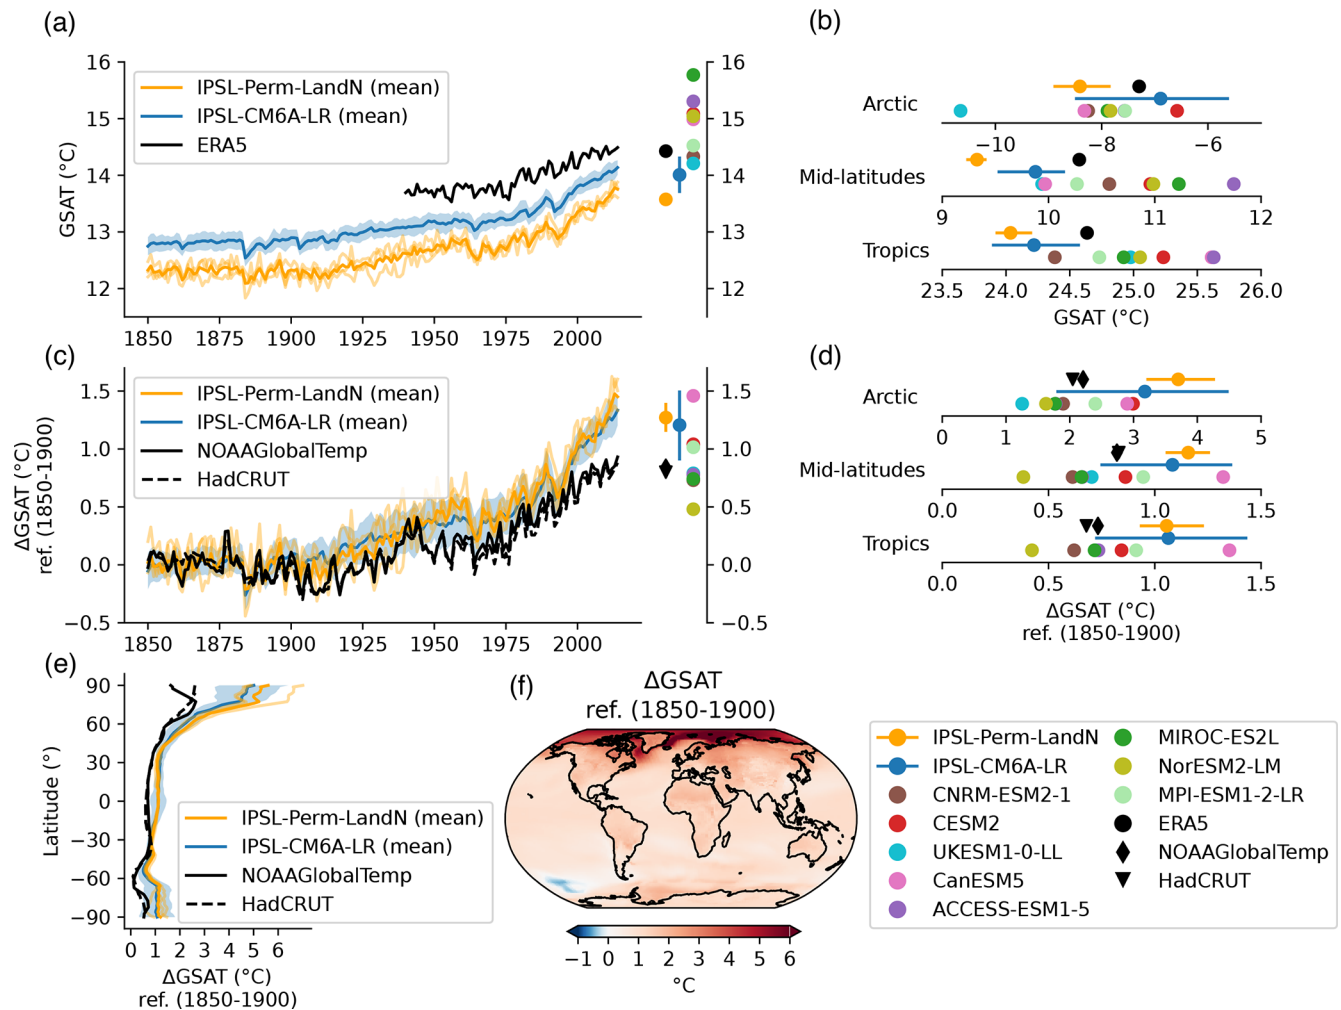 (a)
16
15
14
13
12
GSAT (°C)
IPSL-Perm-LandN (mean)
IPSL-CM6A-LR (mean)
ERA5
1850 1875 1900 1925 1950 1975 2000
16
15
14
13
12
(b)
Arctic
−10 −8 −6
Mid-latitudes
9 10 11 12
Tropics
23.5 24.0 24.5 25.0 25.5 26.0
GSAT (°C)
(c)
1.5
1.0
0.5
0.0
−0.5
ΔGSAT (°C)
ref. (1850-1900)
IPSL-Perm-LandN (mean)
IPSL-CM6A-LR (mean)
NOAAGlobalTemp
HadCRUT
1850 1875 1900 1925 1950 1975 2000
1.5
1.0
0.5
0.0
−0.5
(d)
Arctic
0 1 2 3 4 5
Mid-latitudes
0.0 0.5 1.0 1.5
Tropics
0.0 0.5 1.0 1.5
ΔGSAT (°C)
ref. (1850-1900)
(e)
90
60
30
0
−30
−60
−90
Latitude (°)
IPSL-Perm-LandN (mean)
IPSL-CM6A-LR (mean)
NOAAGlobalTemp
HadCRUT
0 1 2 3 4 5 6
ΔGSAT (°C)
ref. (1850-1900)
(f)
ΔGSAT
ref. (1850-1900)
−1 0 1 2 3 4 5 6
°C
IPSL-Perm-LandN
IPSL-CM6A-LR
CNRM-ESM2-1
CESM2
UKESM1-0-LL
CanESM5
ACCESS-ESM1-5
MIROC-ES2L
NorESM2-LM
MPI-ESM1-2-LR
ERA5
NOAAGlobalTemp
HadCRUT